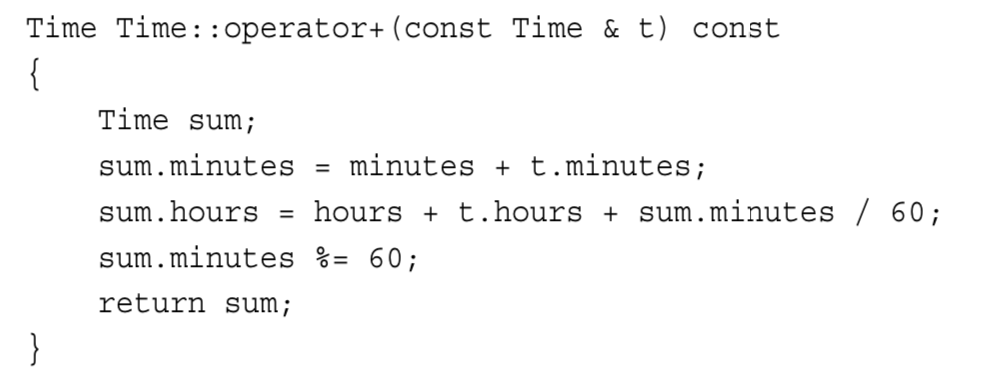 Time Time::operator+(const Time & t) const
{
    Time sum;
    sum.minutes = minutes + t.minutes;
    sum.hours = hours + t.hours + sum.minutes / 60;
    sum.minutes %= 60;
    return sum;
}